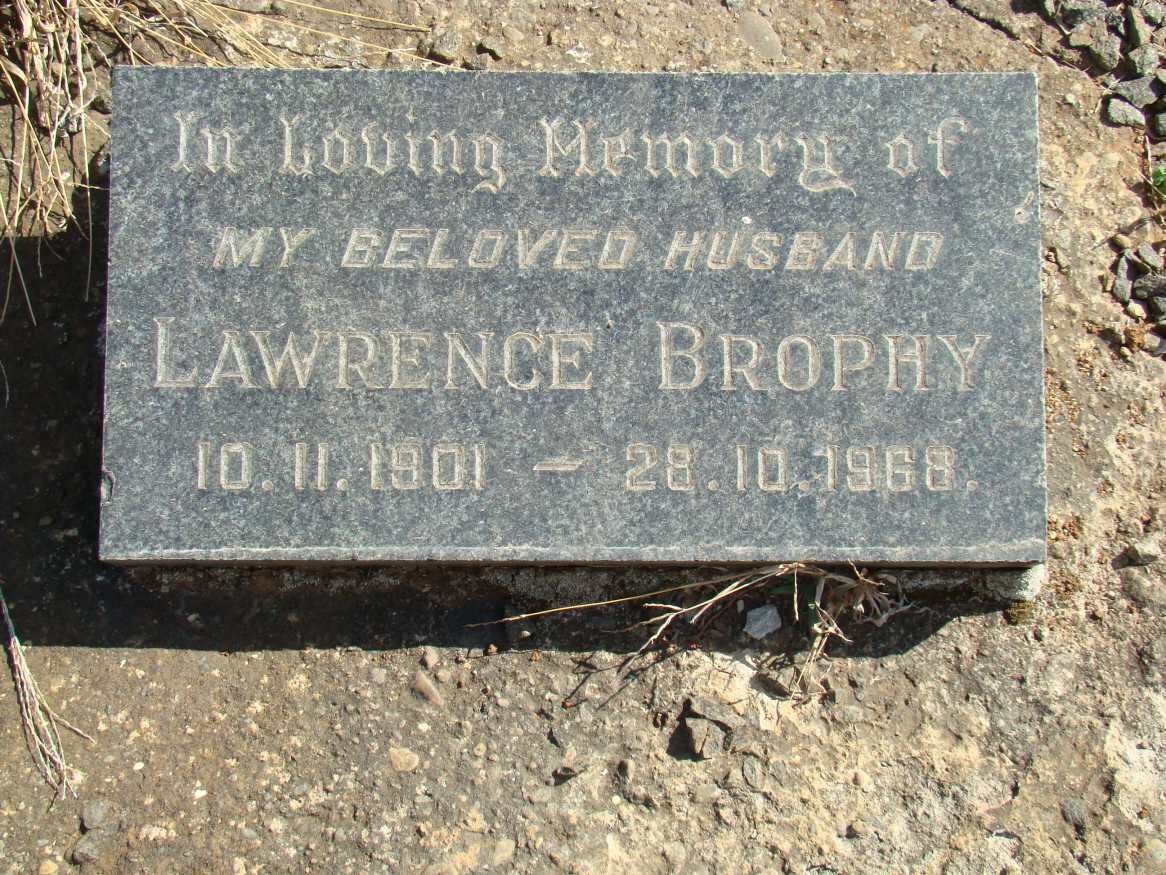 In Loving Memory of
MY BELOVED HUSBAND
LAWRENCE BROPHY
10.11.1901 – 28.10.1968.